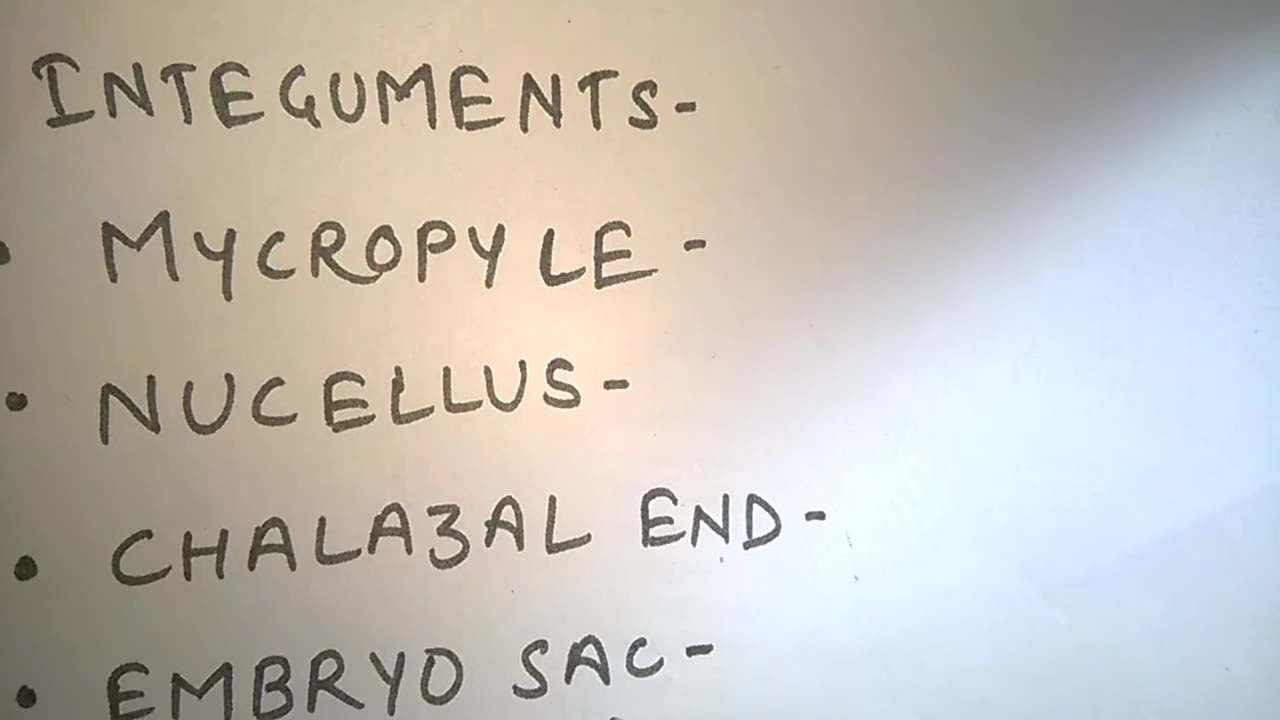 INTEGUMENTS-
• MYCROPYLE -
• NUCELLUS-
• CHALAZAL END-
• EMBRYO SAC-